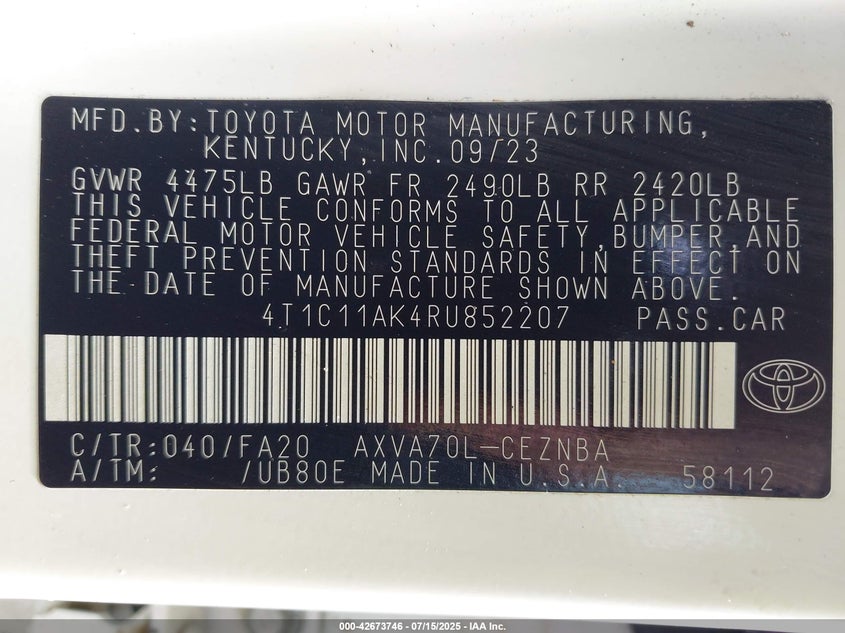 MFD.BY:TOYOTA MOTOR MANUFACTURING,
KENTUCKY,INC.09/23
GVWR 4475LB GAWR FR 2490LB RR 2420LB
THIS VEHICLE CONFORMS TO ALL APPLICABLE
FEDERAL MOTOR VEHICLE SAFETY,BUMPER,AND
THEFT PREVENTION STANDARDS IN EFFECT ON
THE DATE OF MANUFACTURE SHOWN ABOVE.
4T1C11AK4RU852207 PASS.CAR
C/TR:040/FA20 AXVA70L-CEZNBA
A/TM: /UB80E MADE IN U.S.A. 58112
000-42673746 - 07/15/2025 - IAA Inc.